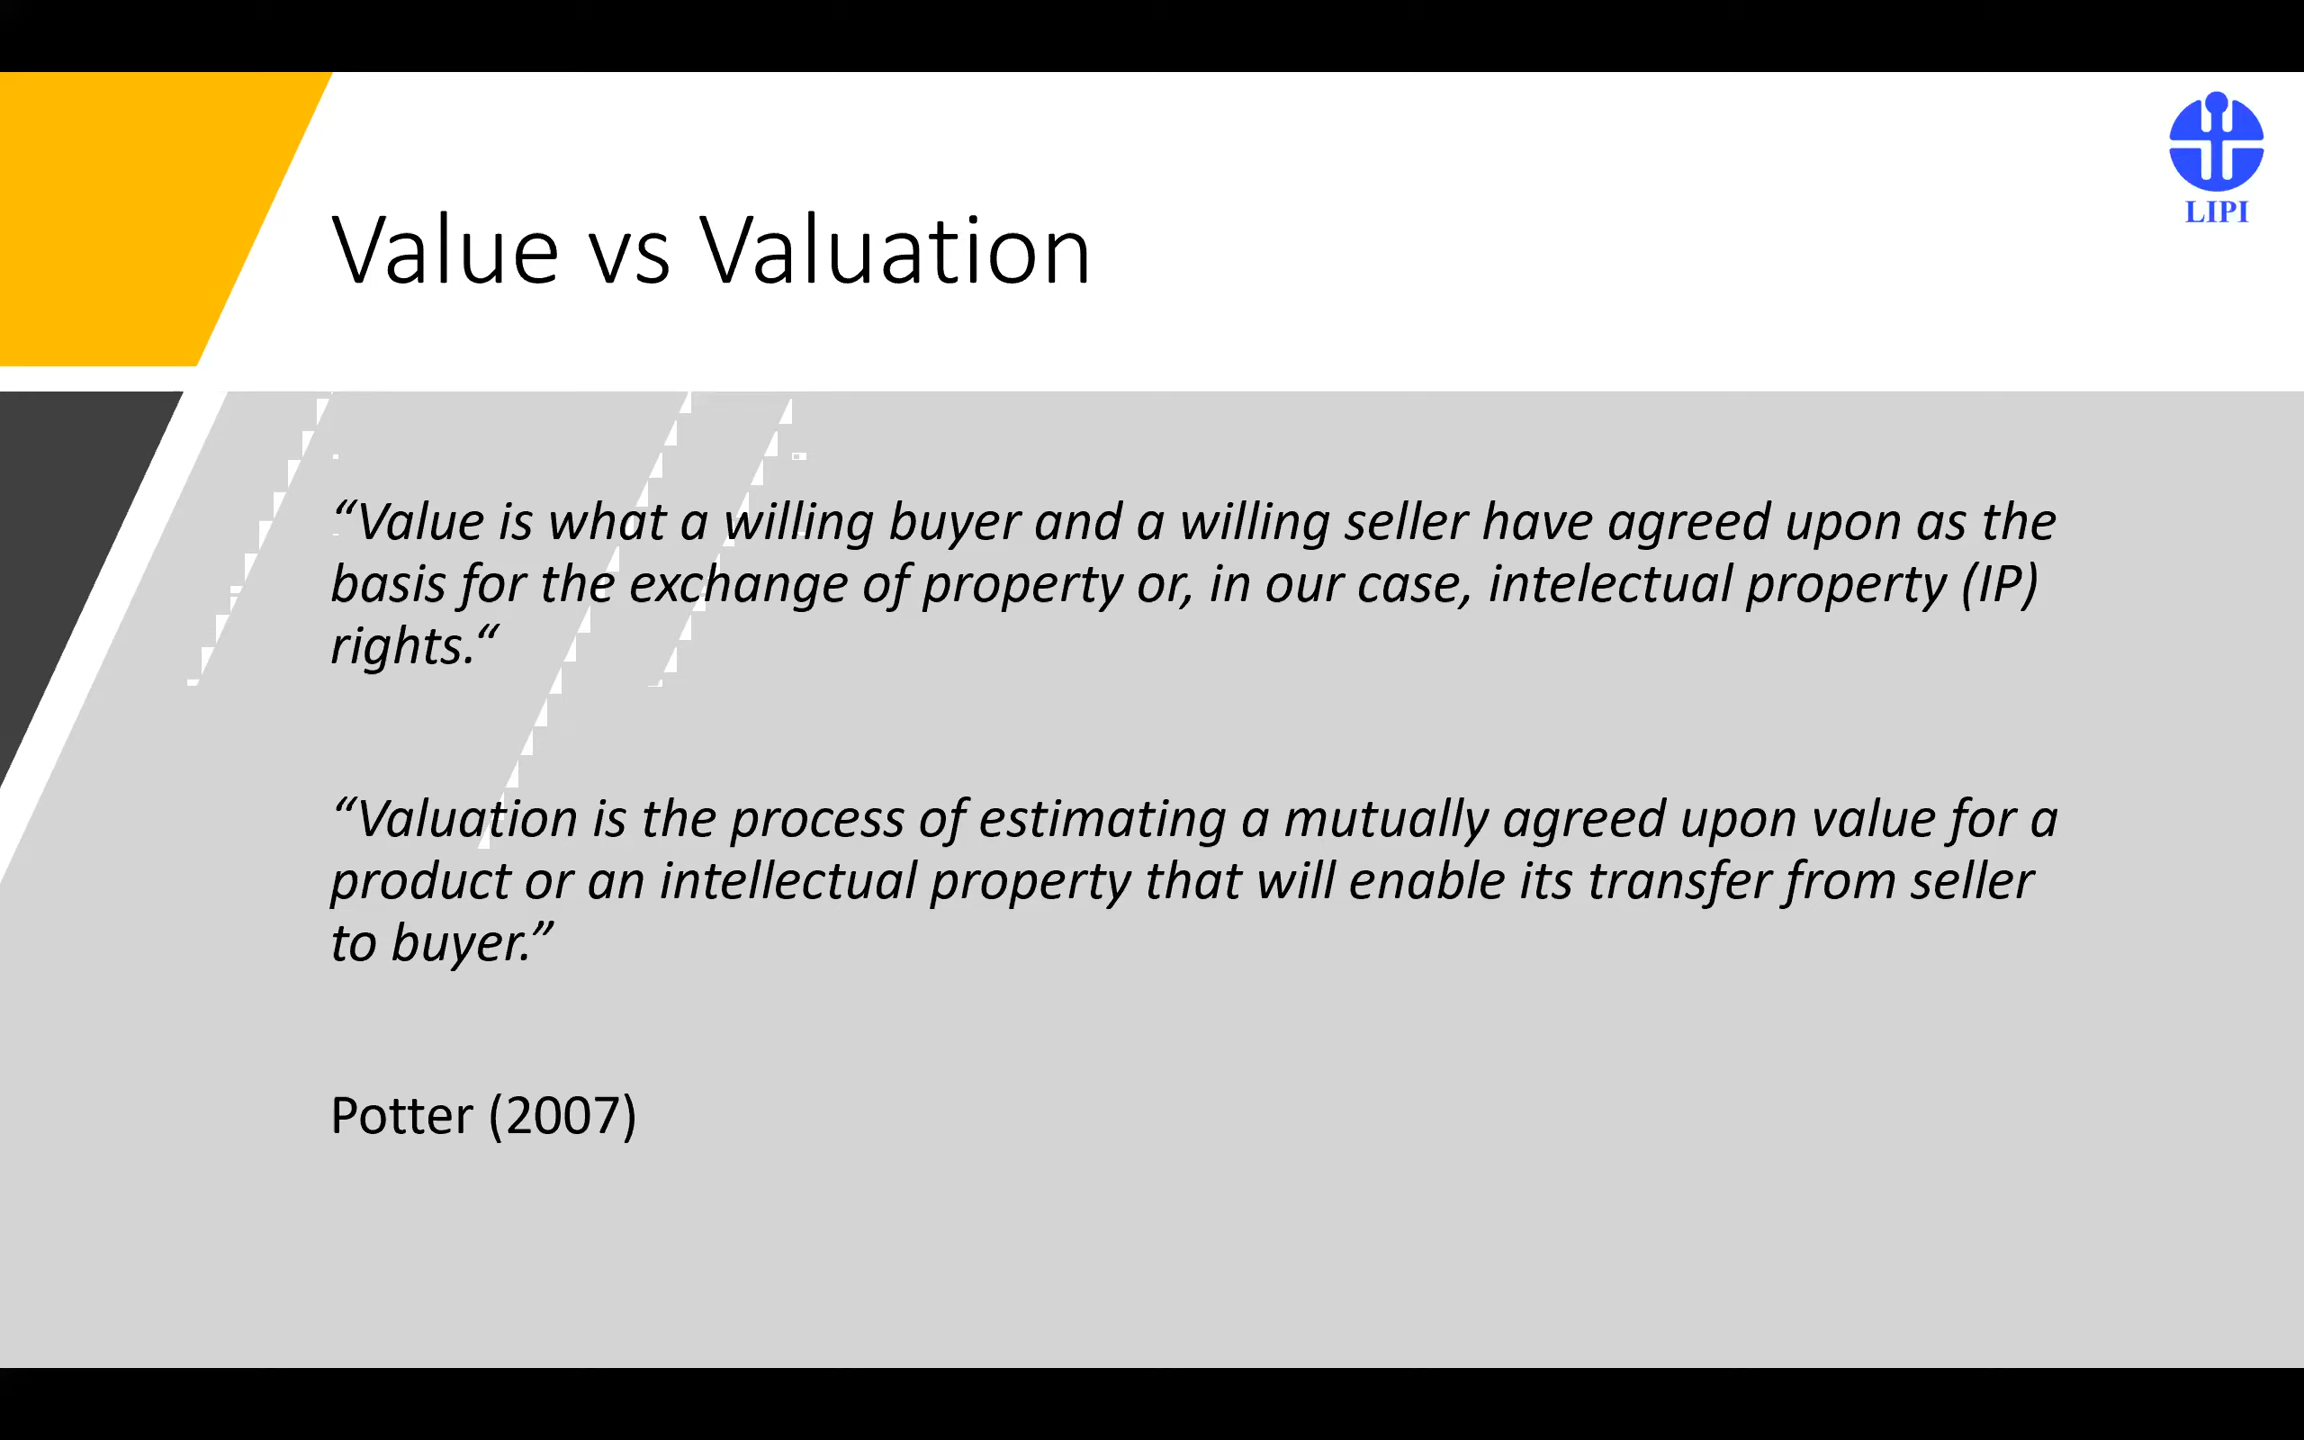 LIPI
Value vs Valuation
“Value is what a willing buyer and a willing seller have agreed upon as the
basis for the exchange of property or, in our case, intelectual property (IP)
rights.“
“Valuation is the process of estimating a mutually agreed upon value for a
product or an intellectual property that will enable its transfer from seller
to buyer.”
Potter (2007)